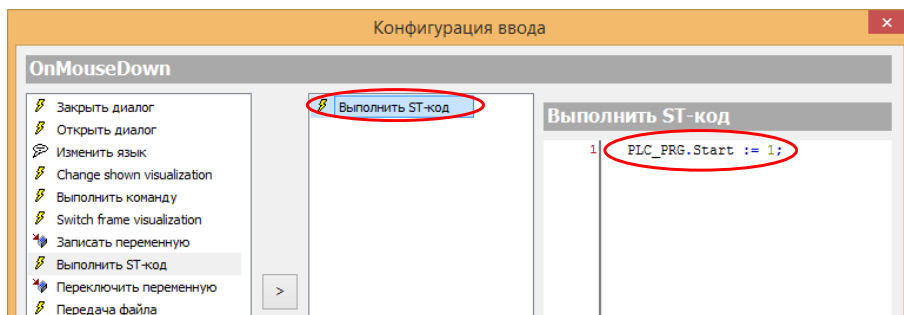 Конфигурация ввода
×
OnMouseDown
Закрыть диалог
Открыть диалог
Изменить язык
Change shown visualization
Выполнить команду
Switch frame visualization
Записать переменную
Выполнить ST-код
Переключить переменную
Передача файла
>
Выполнить ST-код
Выполнить ST-код
1 PLC_PRG.Start := 1;